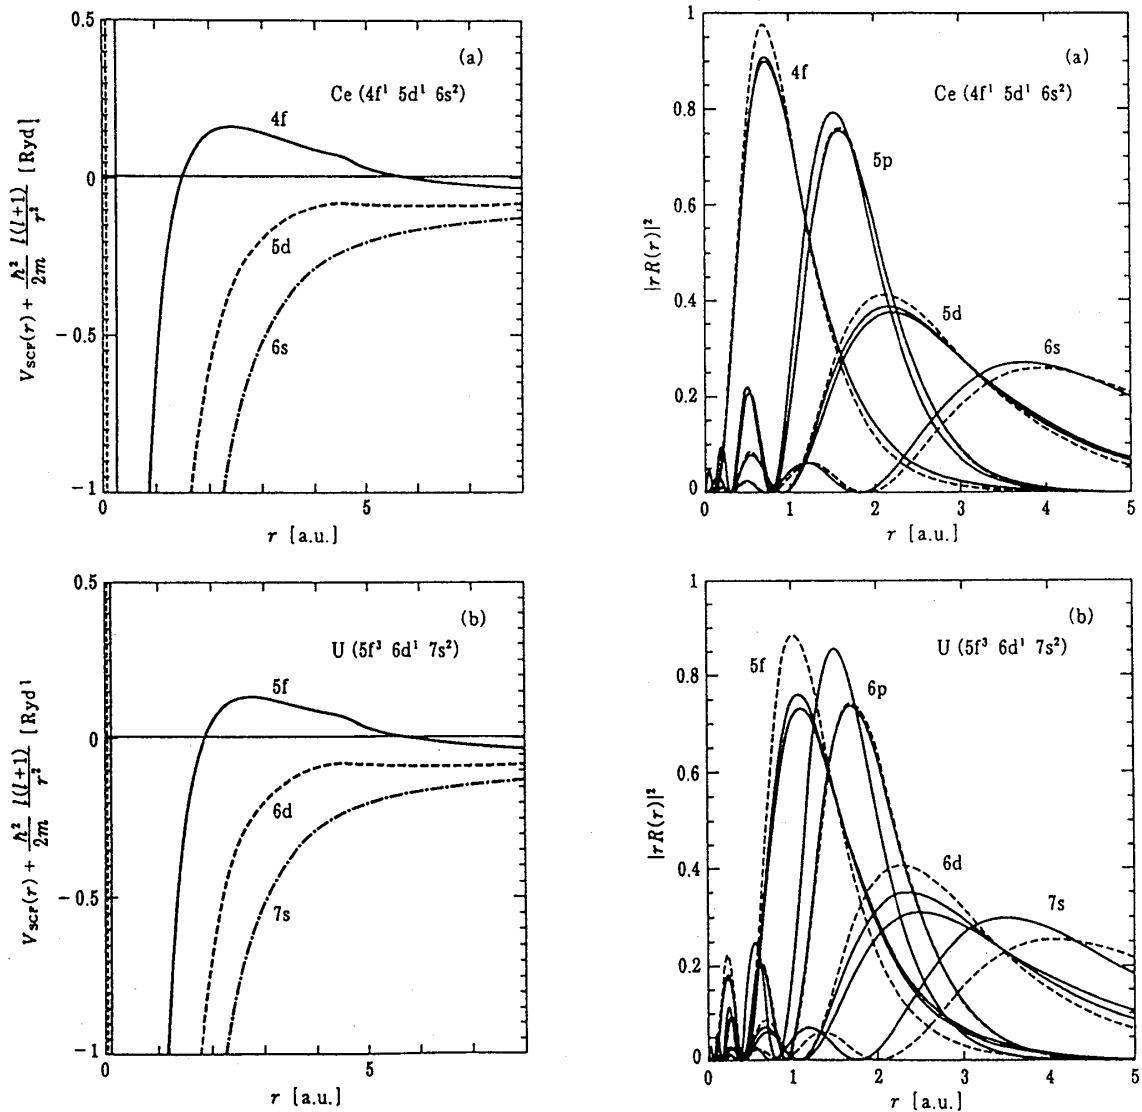 0.5
0
−0.5
−1
0
5
V_SCF(r) + ħ²/2m l(l+1)/r² [Ryd]
r [a.u.]
(a)
Ce (4f¹ 5d¹ 6s²)
4f
5d
6s
1
0.8
0.6
0.4
0.2
0
0 1 2 3 4 5
|rR(r)|²
r [a.u.]
(a)
Ce (4f¹ 5d¹ 6s²)
4f
5p
5d
6s
0.5
0
−0.5
−1
0
5
V_SCF(r) + ħ²/2m l(l+1)/r² [Ryd]
r [a.u.]
(b)
U (5f³ 6d¹ 7s²)
5f
6d
7s
1
0.8
0.6
0.4
0.2
0
0 1 2 3 4 5
|rR(r)|²
r [a.u.]
(b)
U (5f³ 6d¹ 7s²)
5f
6p
6d
7s